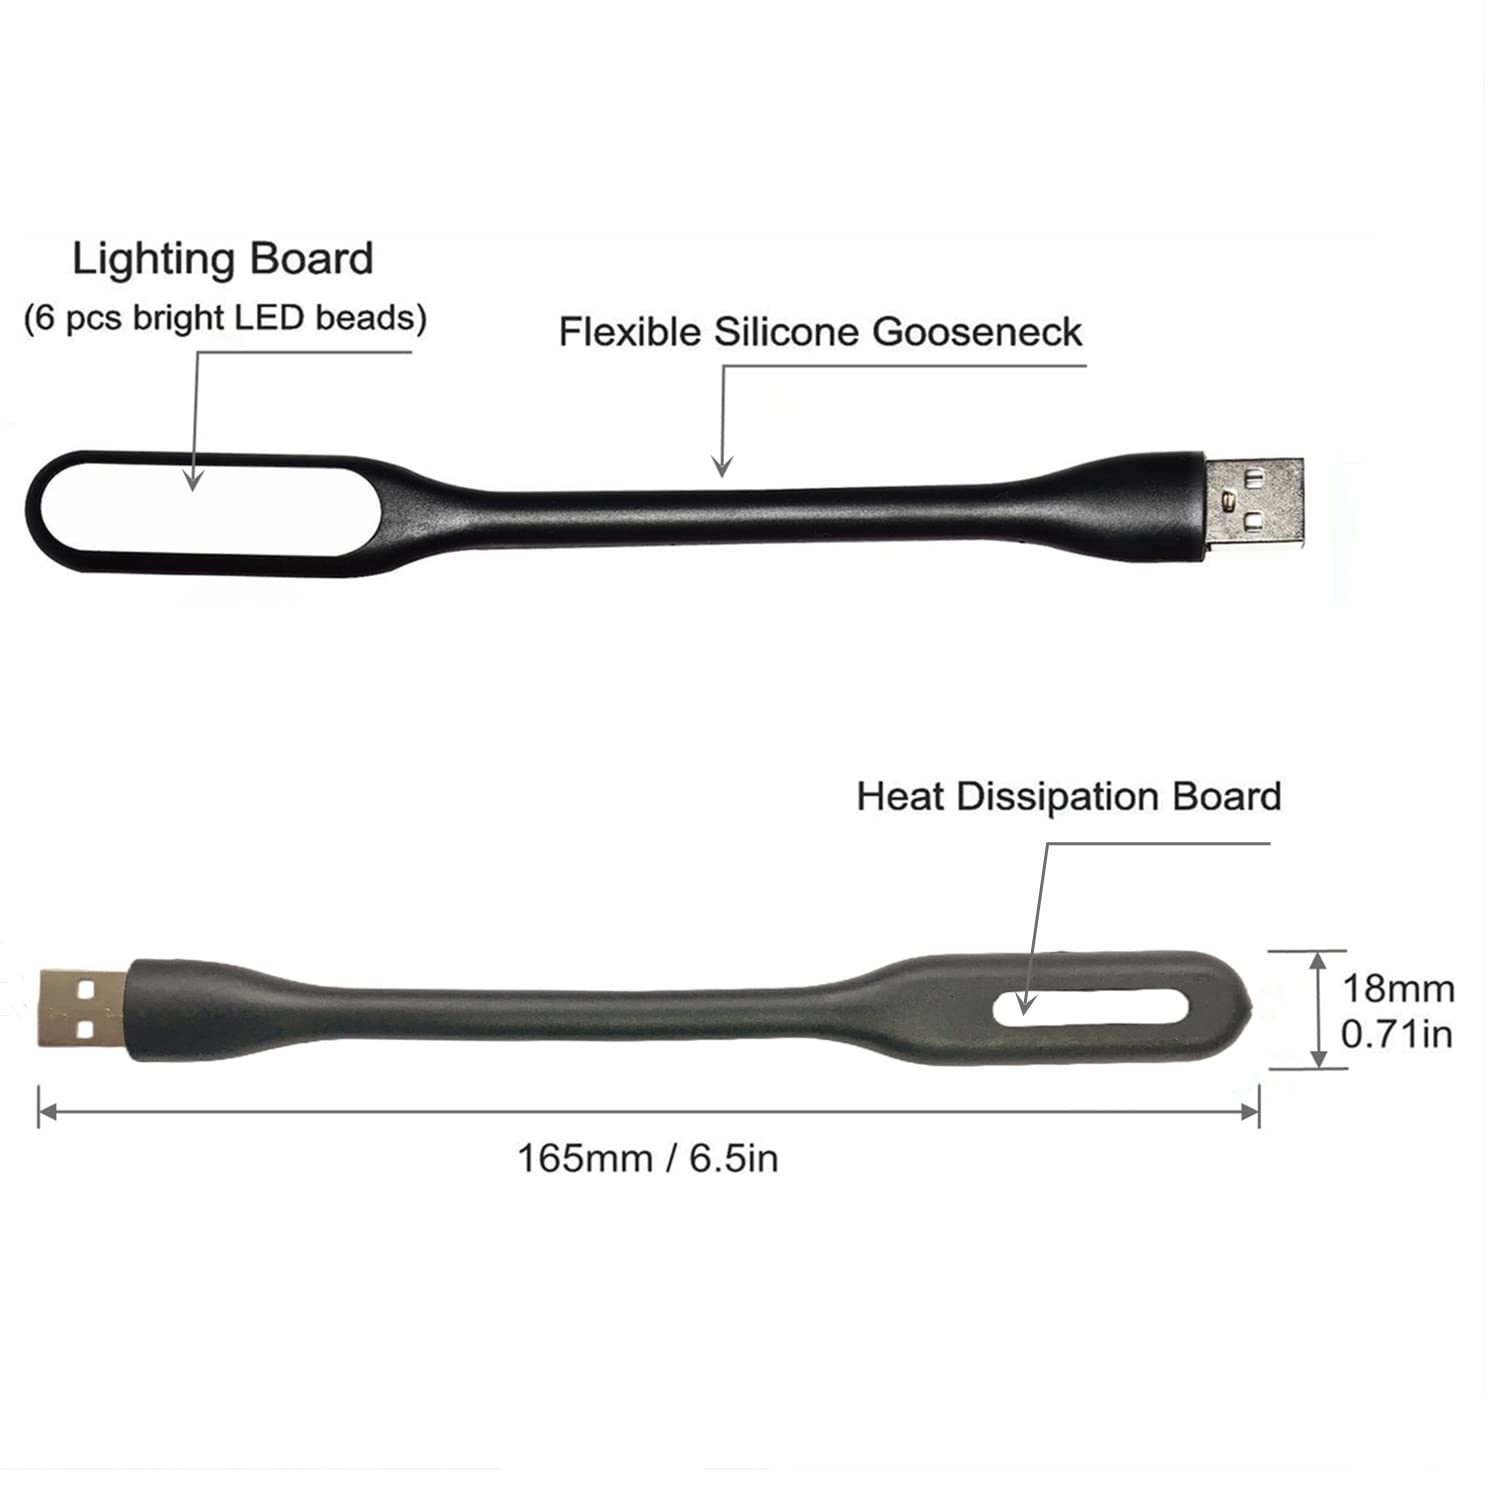 Lighting Board
(6 pcs bright LED beads)
Flexible Silicone Gooseneck
Heat Dissipation Board
18mm
0.71in
165mm / 6.5in